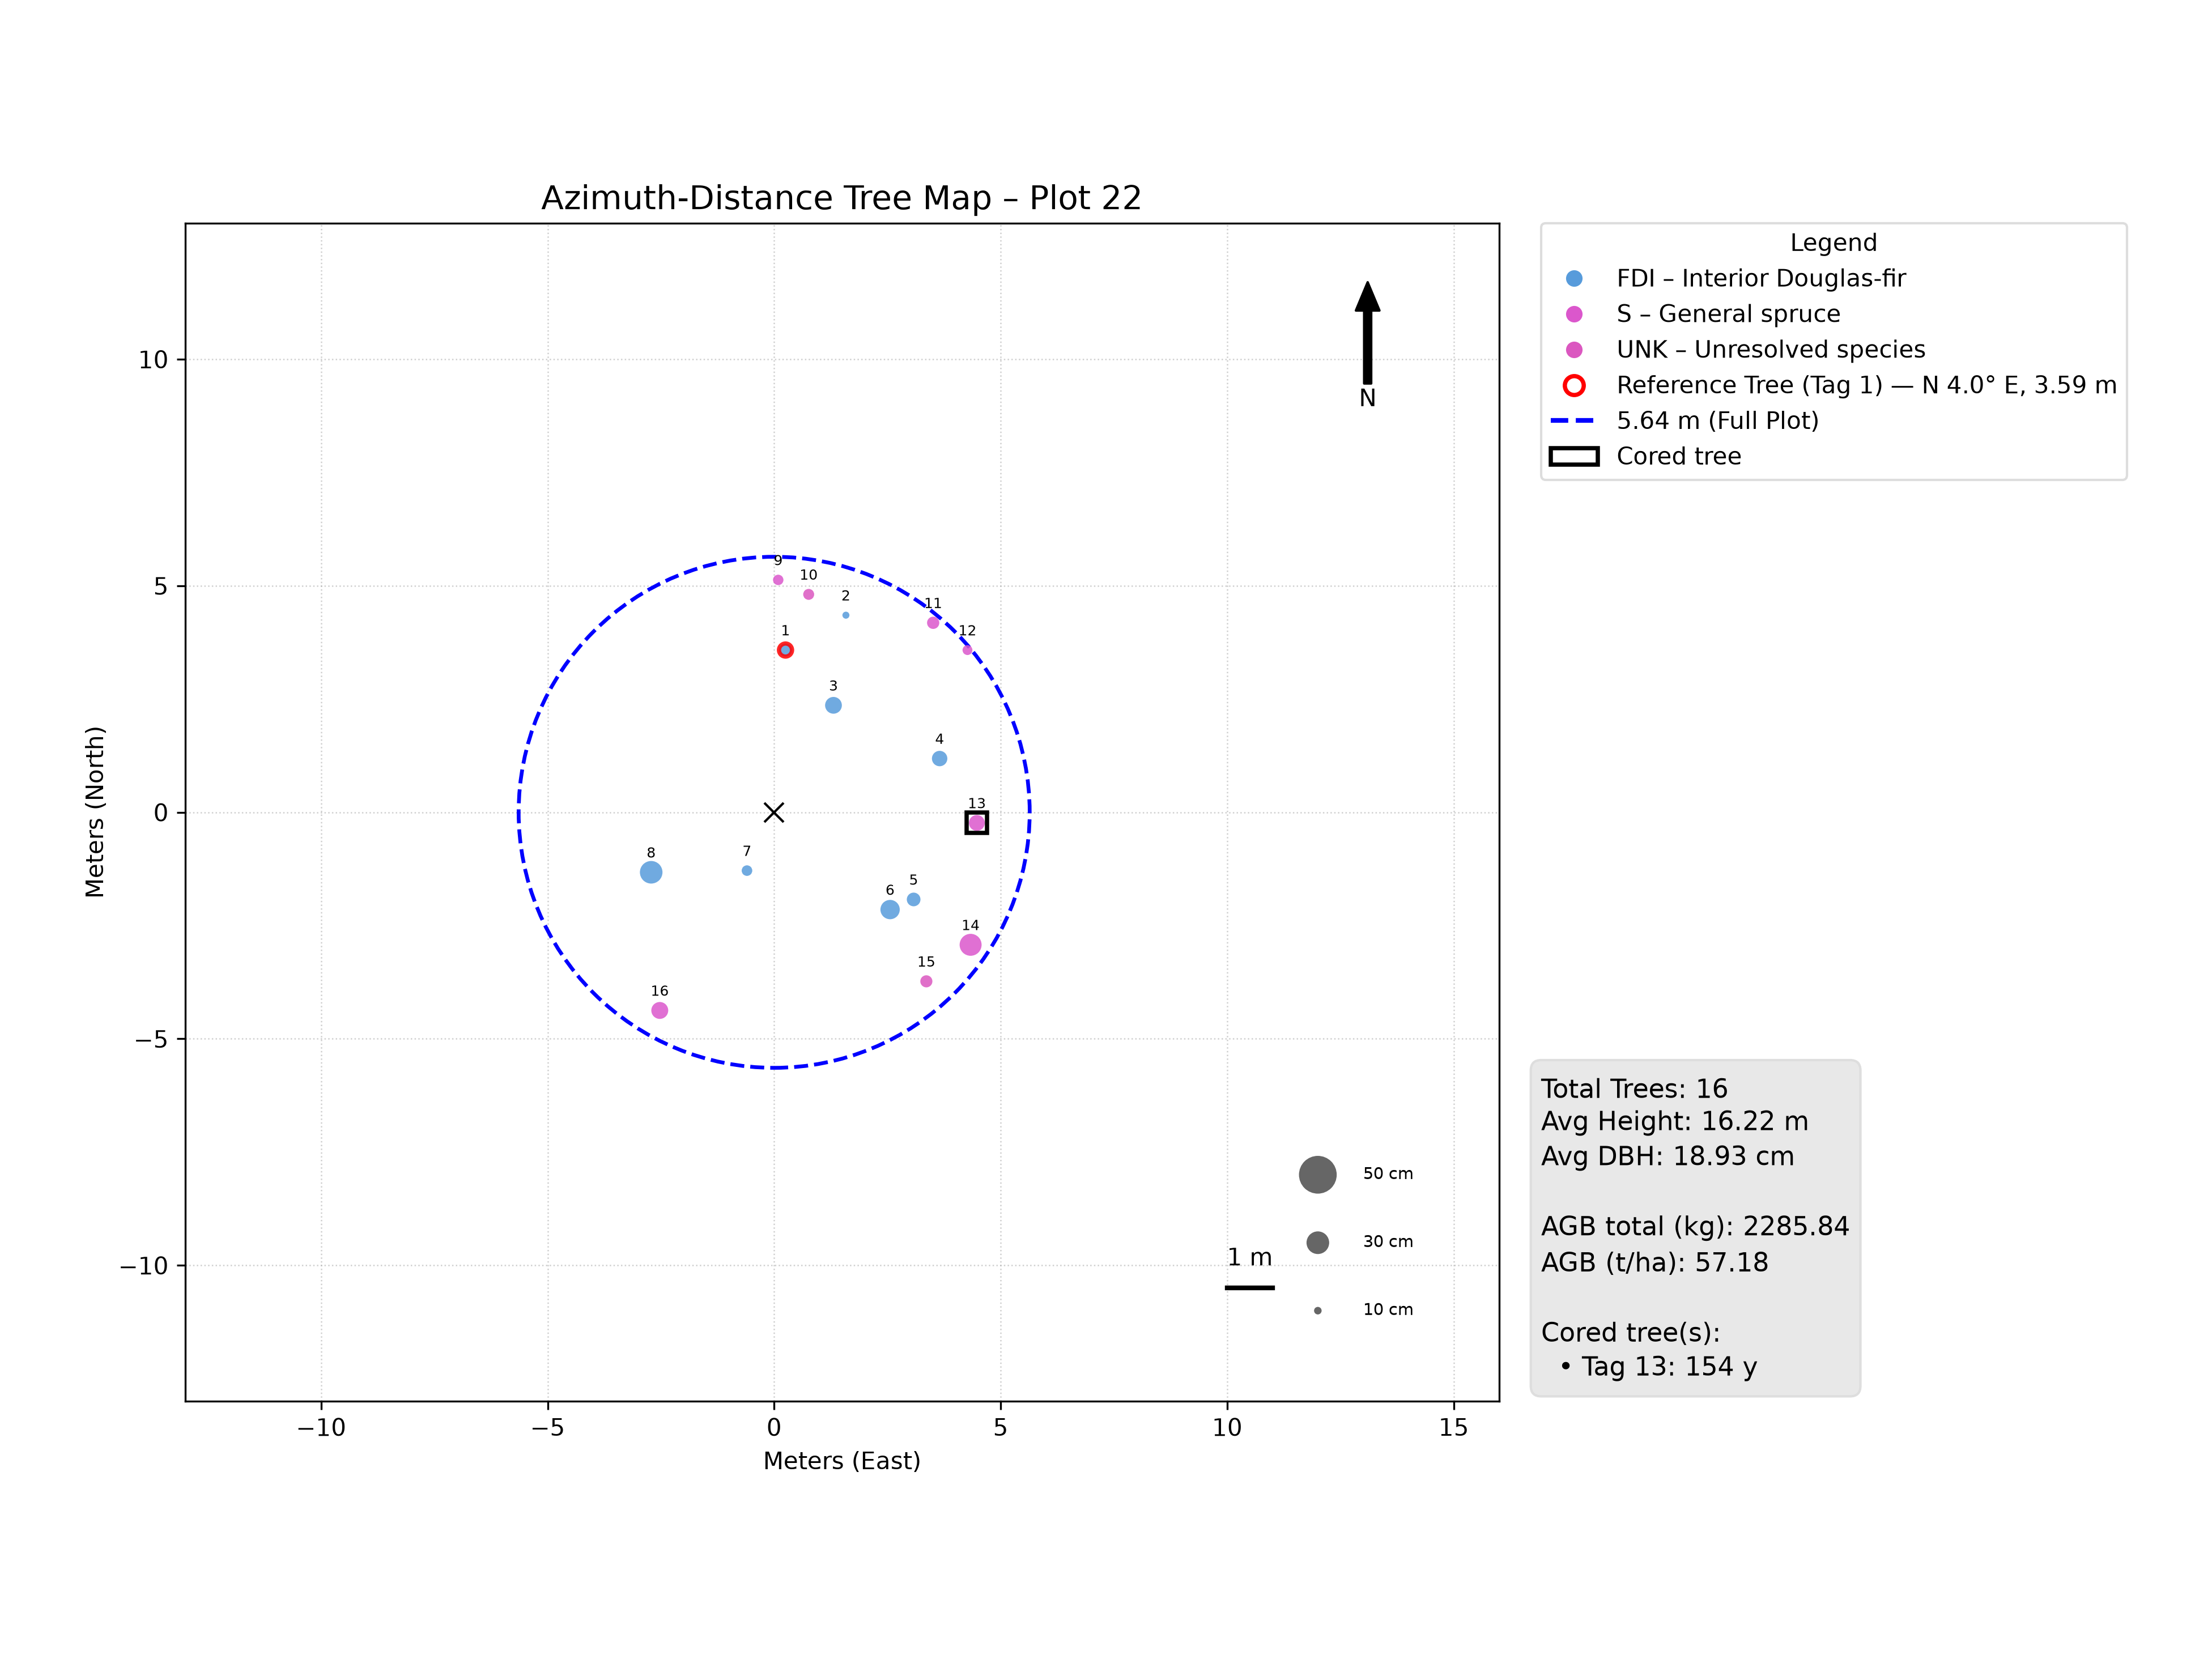 Azimuth-Distance Tree Map – Plot 22
Legend
FDI – Interior Douglas-fir
S – General spruce
UNK – Unresolved species
Reference Tree (Tag 1) — N 4.0° E, 3.59 m
5.64 m (Full Plot)
Cored tree
N
10
5
0
−5
−10
Meters (North)
9
10
2
11
12
1
3
4
13
8
7
5
6
14
15
16
50 cm
30 cm
10 cm
1 m
−10
−5
0
5
10
15
Meters (East)
Total Trees: 16
Avg Height: 16.22 m
Avg DBH: 18.93 cm
AGB total (kg): 2285.84
AGB (t/ha): 57.18
Cored tree(s):
• Tag 13: 154 y